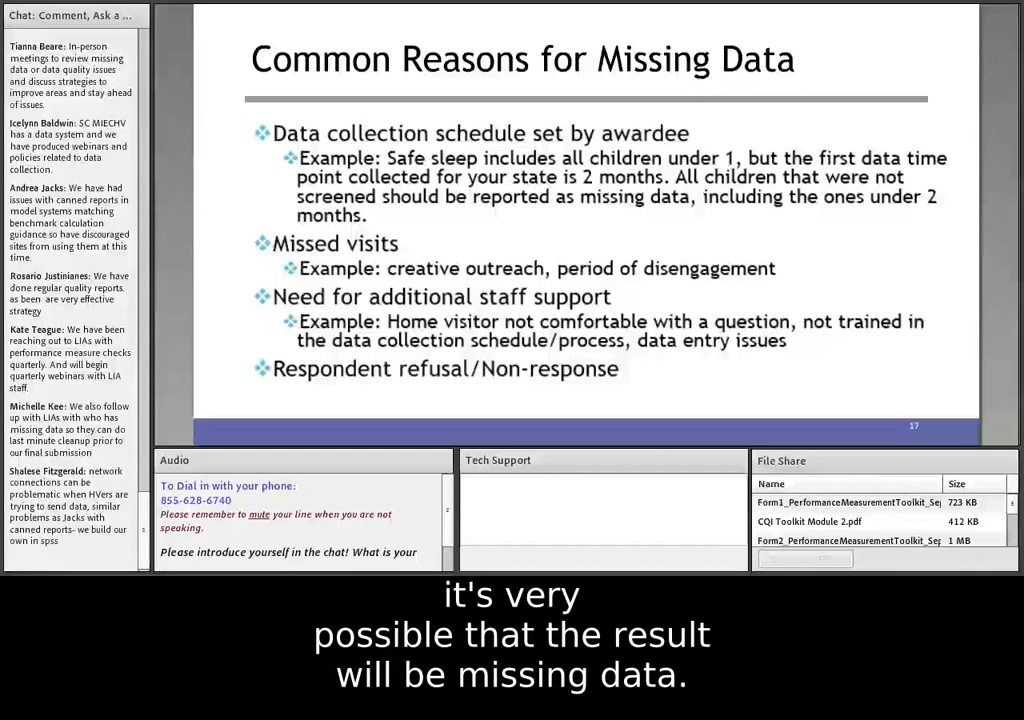 Chat: Comment, Ask a ...
Tianna Beare: In-person
meetings to review missing
data or data quality issues
and discuss strategies to
improve areas and stay ahead
of issues.
Icelynn Baldwin: SC MIECHV
has a data system and we
have produced webinars and
policies related to data
collection.
Andrea Jacks: We have had
issues with canned reports in
model systems matching
benchmark calculation
guidance so have discouraged
sites from using them at this
time.
Rosario Justinianes: We have
done regular quality reports.
as been are very effective
strategy
Kate Teague: We have been
reaching out to LIAs with
performance measure checks
quarterly. And will begin
quarterly webinars with LIA
staff.
Michelle Kee: We also follow
up with LIAs with who has
missing data so they can do
last minute cleanup prior to
our final submission
Shalese Fitzgerald: network
connections can be
problematic when HVers are
trying to send data, similar
problems as Jacks with
canned reports- we build our
own in spss
Common Reasons for Missing Data
Data collection schedule set by awardee
Example: Safe sleep includes all children under 1, but the first data time
point collected for your state is 2 months. All children that were not
screened should be reported as missing data, including the ones under 2
months.
Missed visits
Example: creative outreach, period of disengagement
Need for additional staff support
Example: Home visitor not comfortable with a question, not trained in
the data collection schedule/process, data entry issues
Respondent refusal/Non-response
17
Audio
To Dial in with your phone:
855-628-6740
Please remember to mute your line when you are not
speaking.
Please introduce yourself in the chat! What is your
Tech Support
File Share
Name Size
Form1_PerformanceMeasurementToolkit_Sep 723 KB
CQI Toolkit Module 2.pdf 412 KB
Form2_PerformanceMeasurementToolkit_Sep 1 MB
it's very
possible that the result
will be missing data.